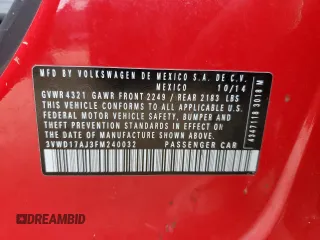 MFD BY VOLKSWAGEN DE MEXICO S.A. DE C.V.
MEXICO 10/14
GVWR 4321 GAWR FRONT 2249 / REAR 2183 LBS
THIS VEHICLE CONFORMS TO ALL APPLICABLE U.S.
FEDERAL MOTOR VEHICLE SAFETY, BUMPER AND
THEFT PREVENTION STANDARDS IN EFFECT ON THE
DATE OF MANUFACTURE SHOWN ABOVE.
3VWD17AJ3FM240032 PASSENGER CAR
4347118 3018 M
DREAMBID